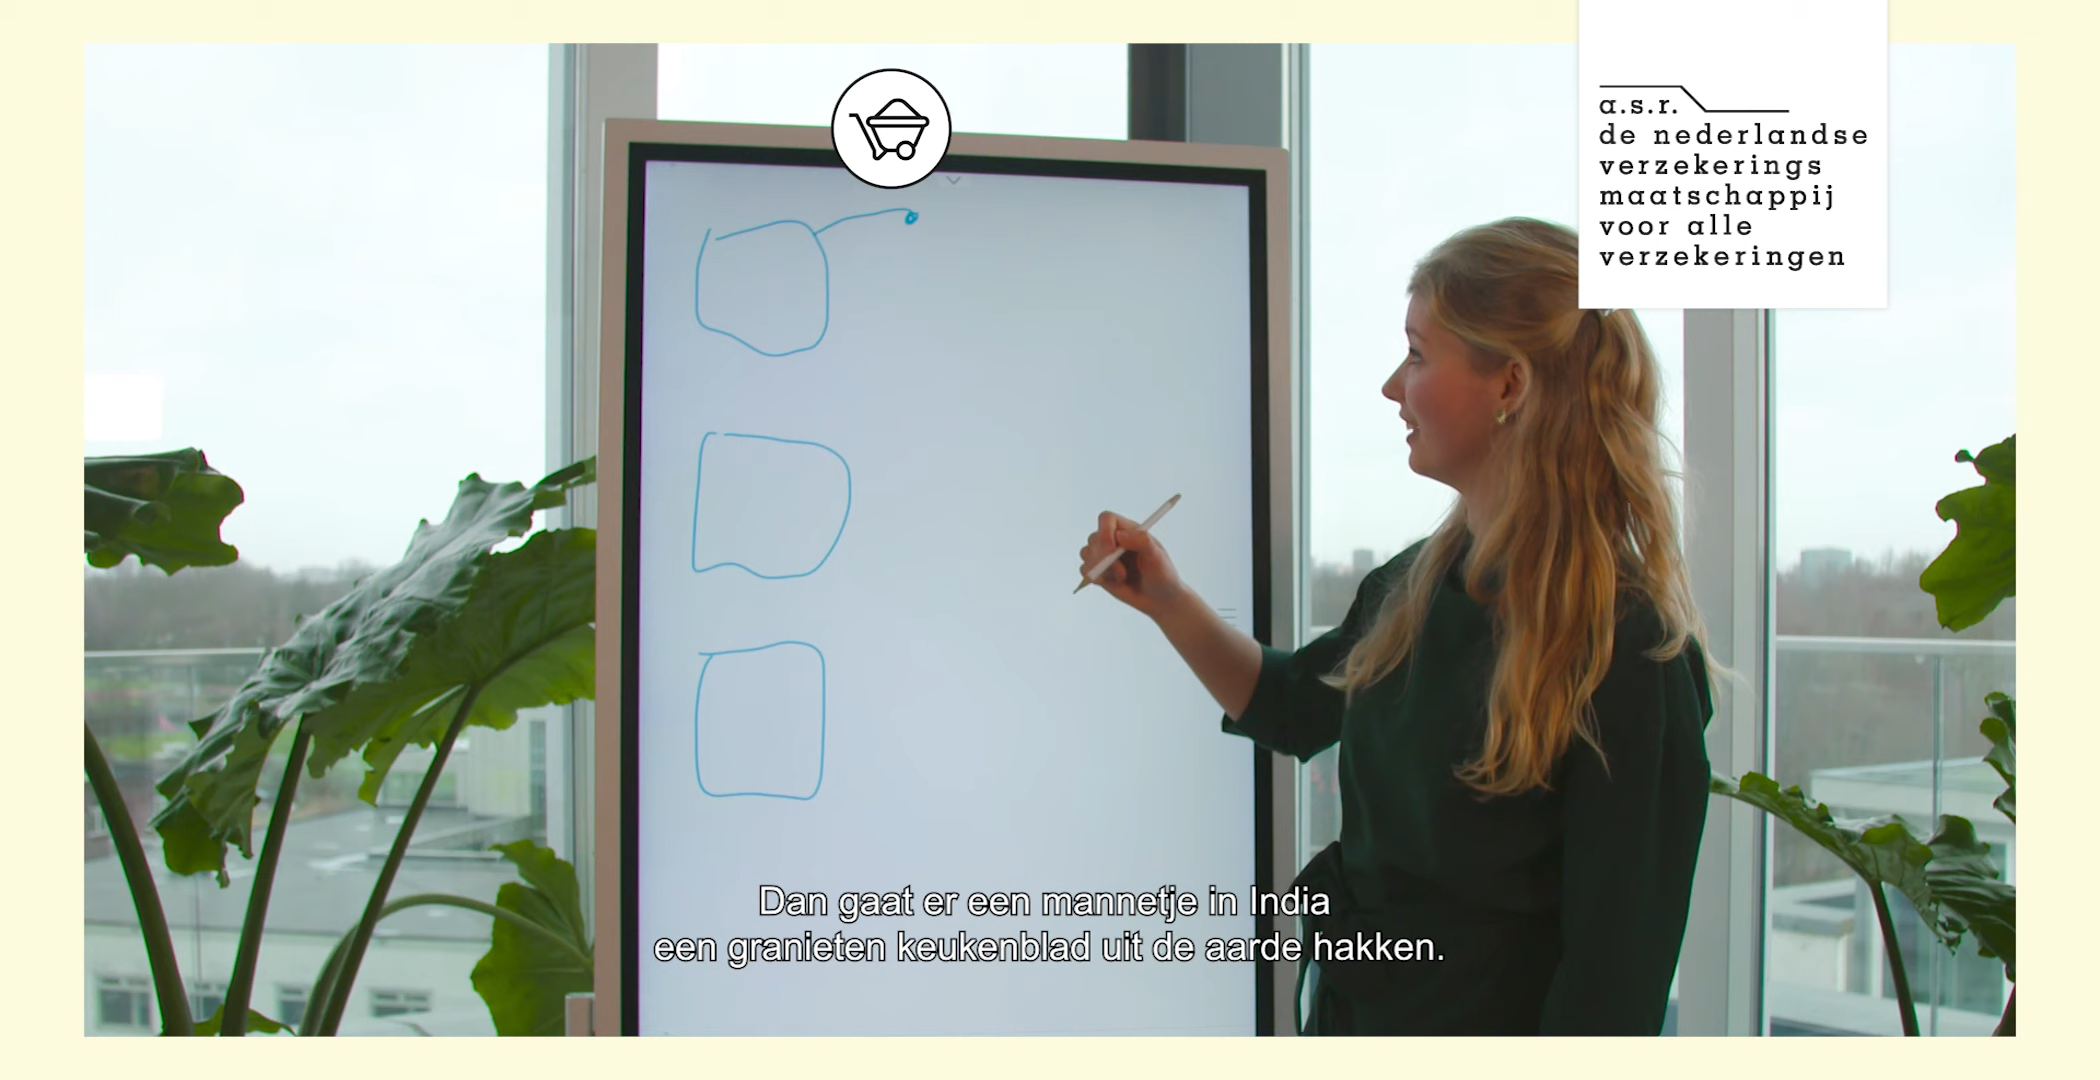 a.s.r.
de nederlandse
verzekerings
maatschappij
voor alle
verzekeringen
Dan gaat er een mannetje in India
een granieten keukenblad uit de aarde hakken.